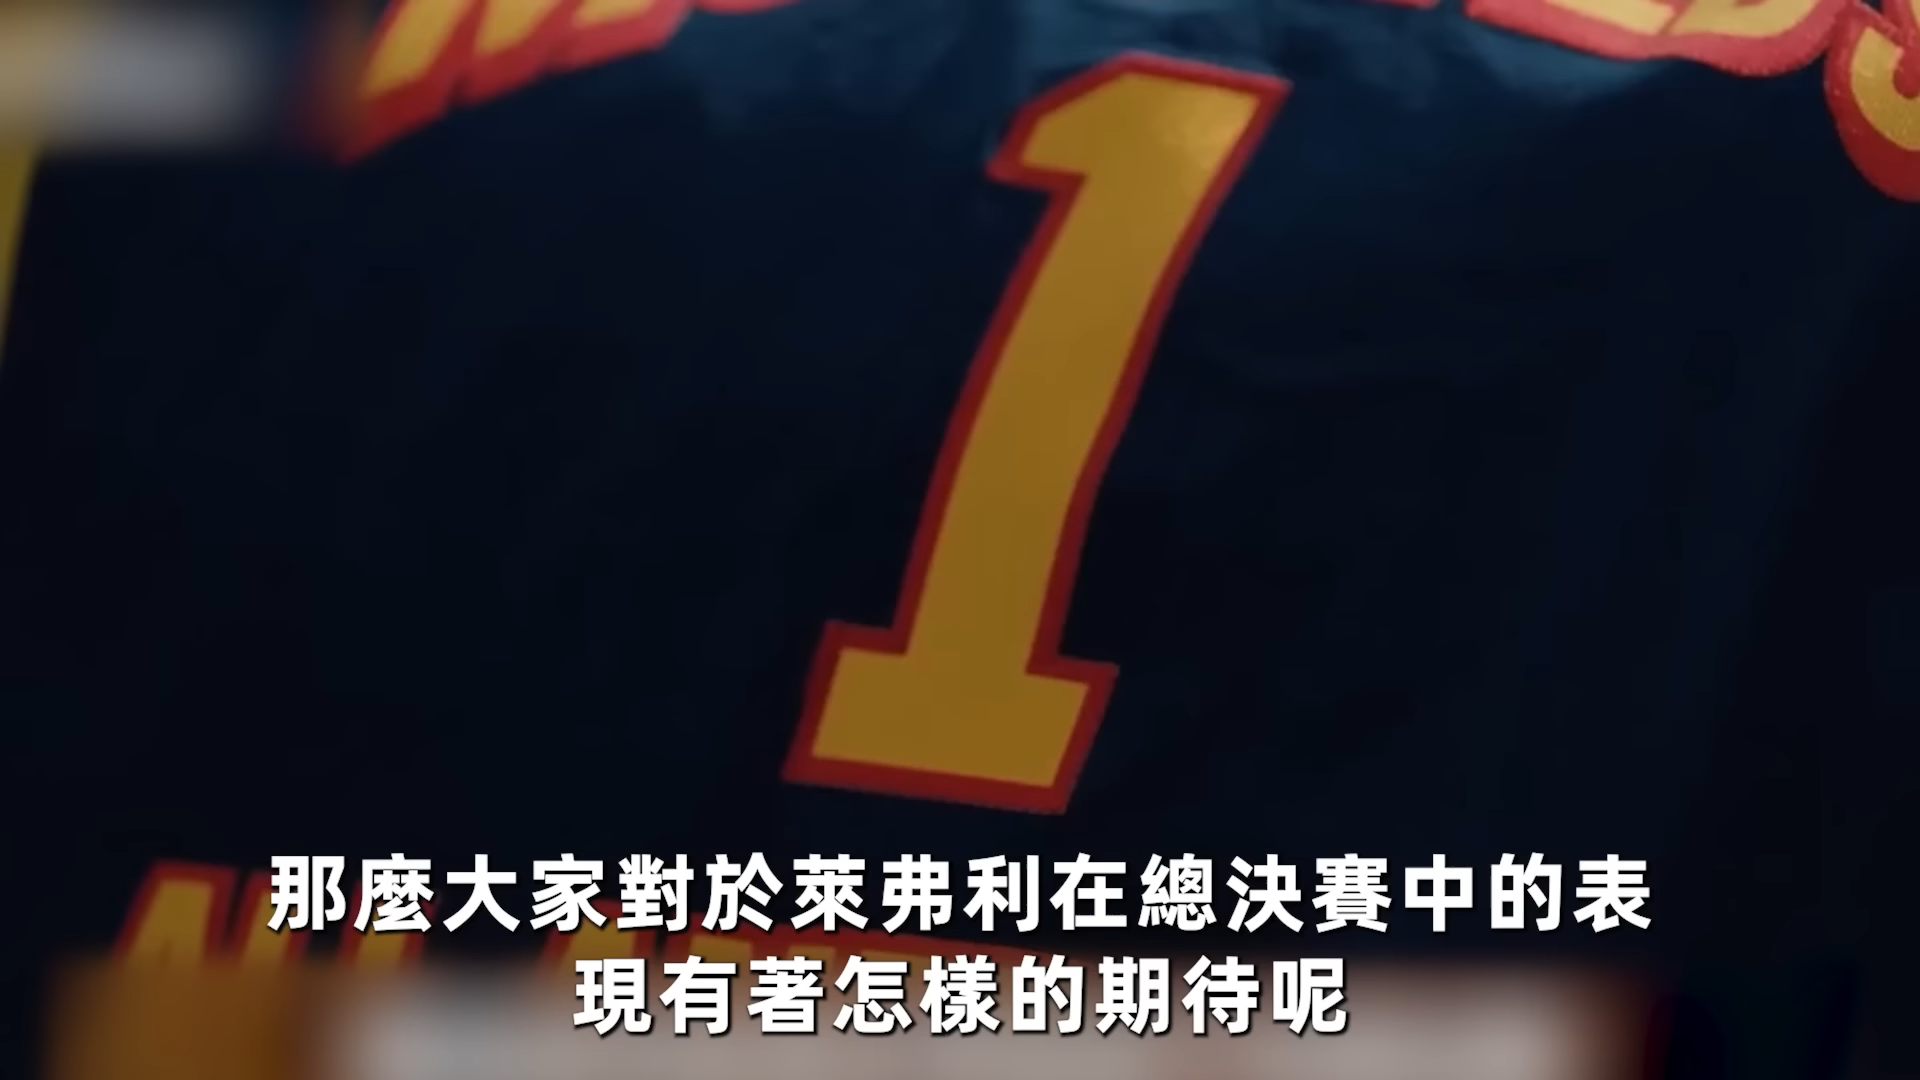 1
那麼大家對於萊弗利在總決賽中的表
現有著怎樣的期待呢